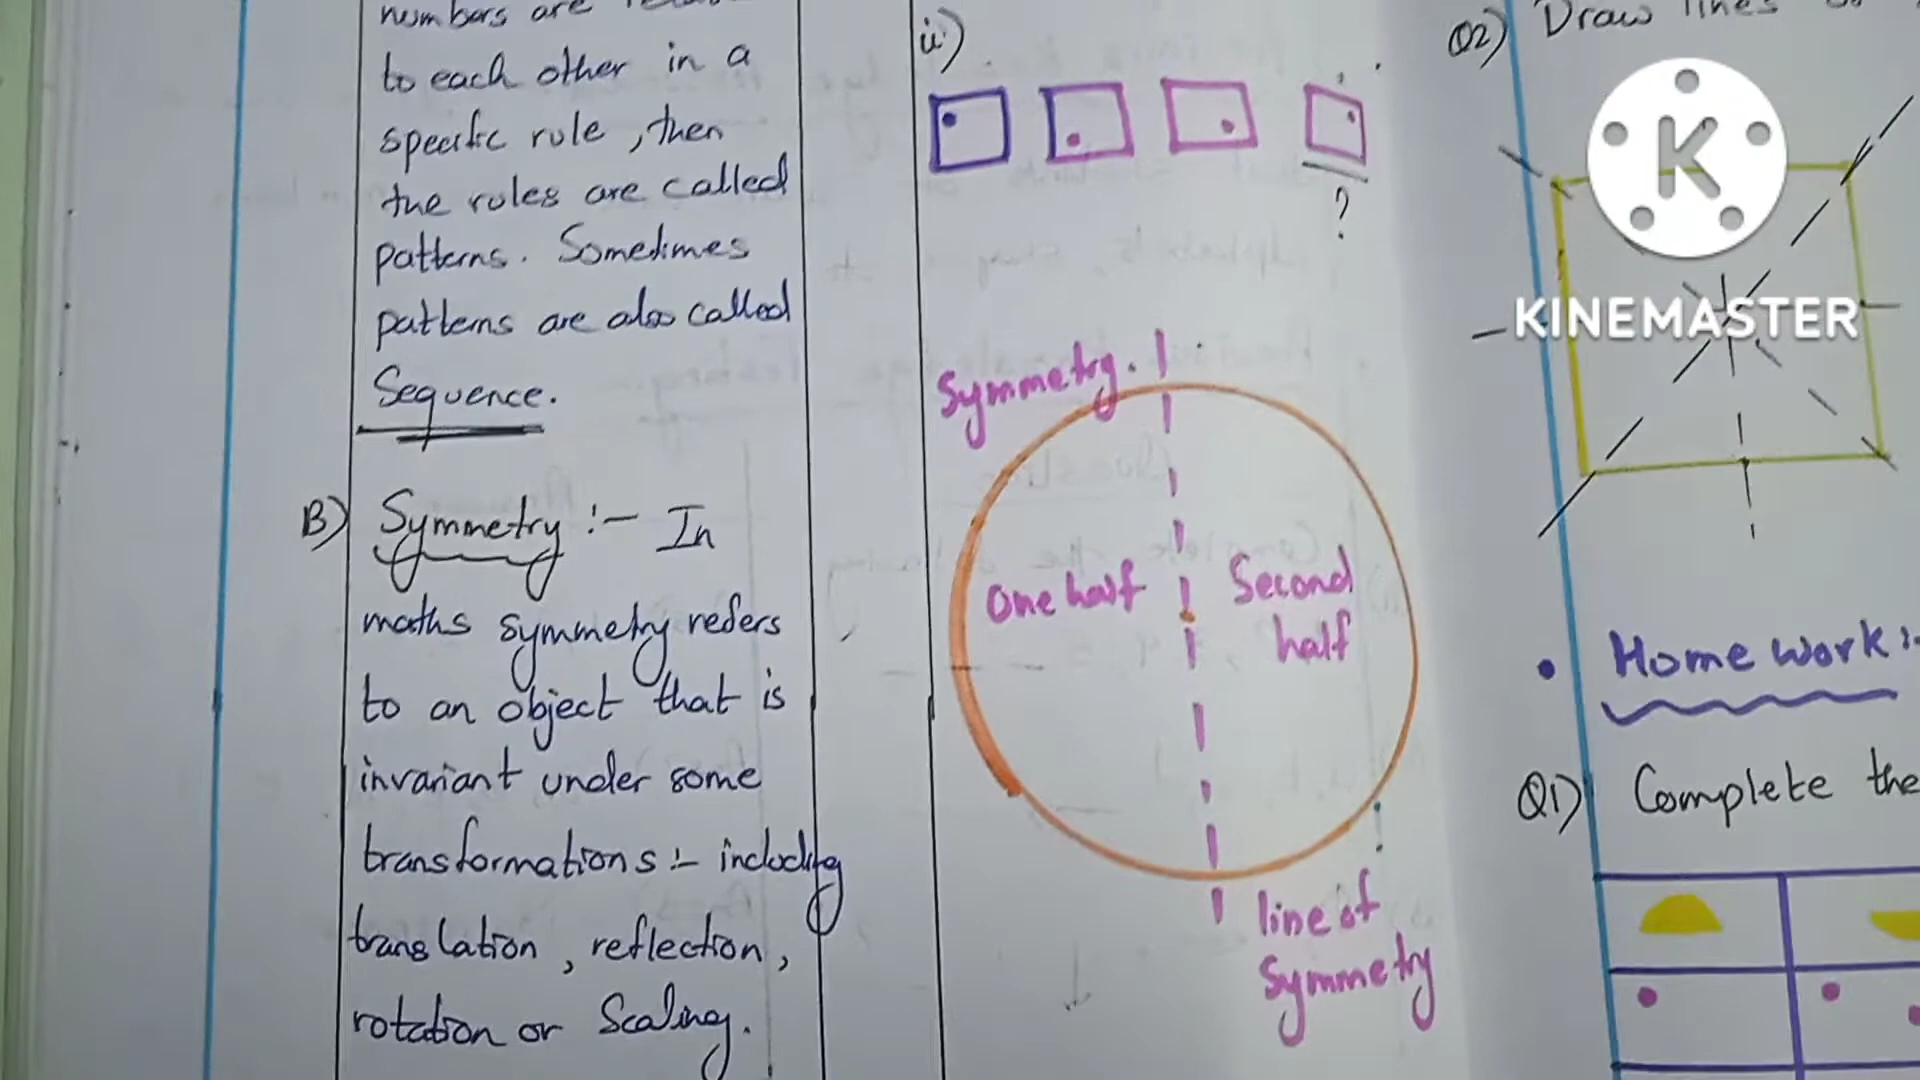 numbers are
to each other in a
specific rule, then
the rules are called
patterns. Sometimes
patterns are also called
Sequence.
B) Symmetry :- In
maths symmetry refers
to an object that is
invariant under some
transformations :- including
translation, reflection,
rotation or Scaling.
ii)
?
Symmetry.
One half
Second
half
line of
Symmetry
Q2) Draw lines
K
KINEMASTER
• Home work :-
Q1) Complete the